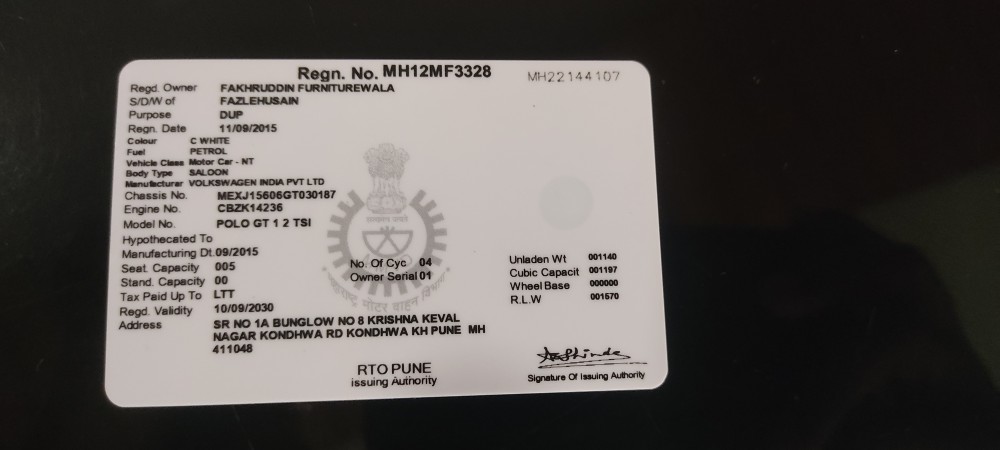 Regn. No. MH12MF3328 MH22144107
Regd. Owner FAKHRUDDIN FURNITUREWALA
S/D/W of FAZLEHUSAIN
Purpose DUP
Regn. Date 11/09/2015
Colour C WHITE
Fuel PETROL
Vehicle Class Motor Car - NT
Body Type SALOON
Manufacturar VOLKSWAGEN INDIA PVT LTD
Chassis No. MEXJ15606GT030187
Engine No. CBZK14236
Model No. POLO GT 1 2 TSI
Hypothecated To
Manufacturing Dt. 09/2015
Seat. Capacity 005 No. Of Cyc 04 Unladen Wt 001140
Stand. Capacity 00 Owner Serial 01 Cubic Capacit 001197
Tax Paid Up To LTT Wheel Base 000000
Regd. Validity 10/09/2030 R.L.W 001570
Address SR NO 1A BUNGLOW NO 8 KRISHNA KEVAL
NAGAR KONDHWA RD KONDHWA KH PUNE MH
411048
RTO PUNE
issuing Authority
Signature Of Issuing Authority